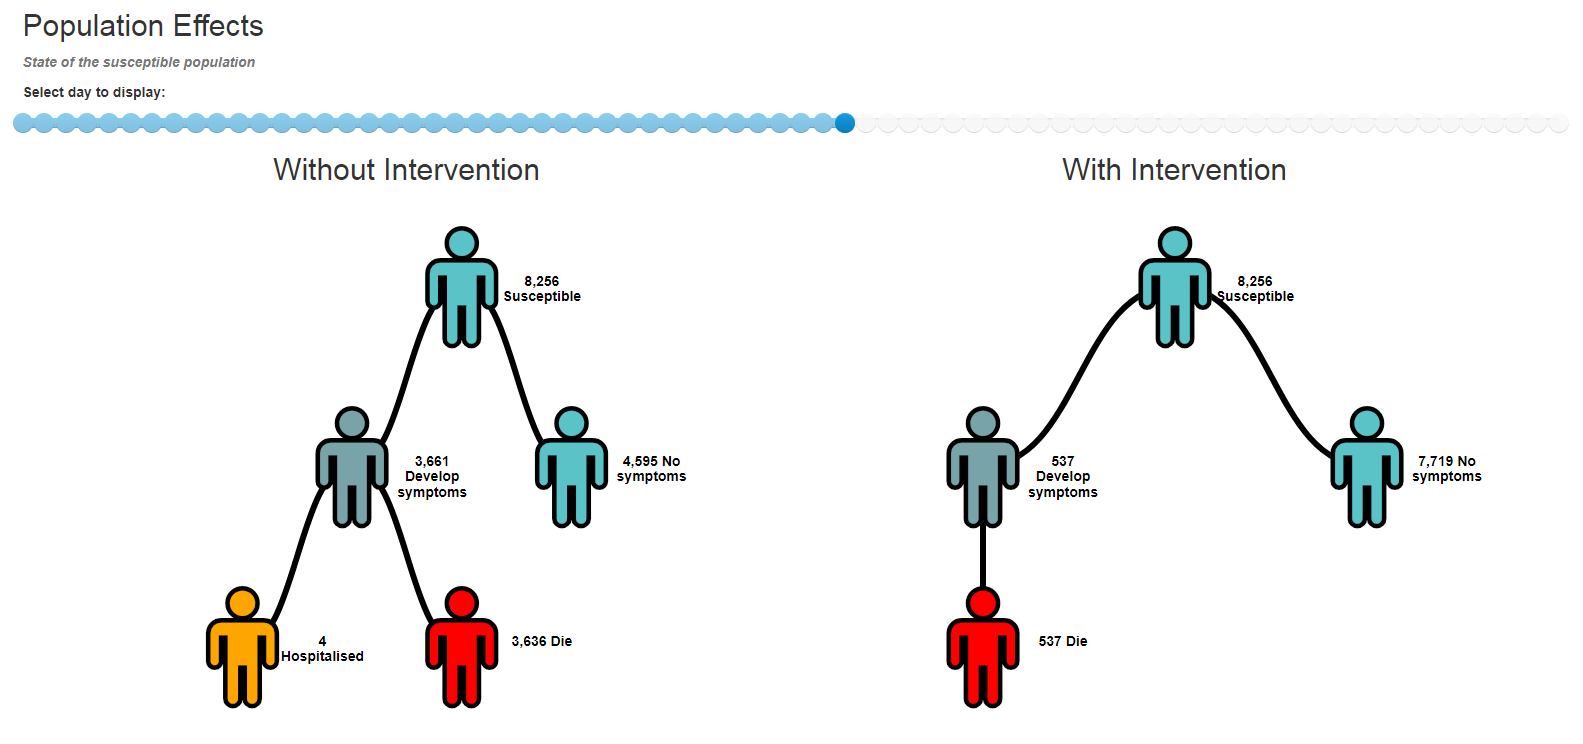 Population Effects
State of the susceptible population
Select day to display:
Without Intervention
With Intervention
8,256
Susceptible
8,256
Susceptible
3,661
Develop
symptoms
4,595 No
symptoms
537
Develop
symptoms
7,719 No
symptoms
4
Hospitalised
3,636 Die
537 Die